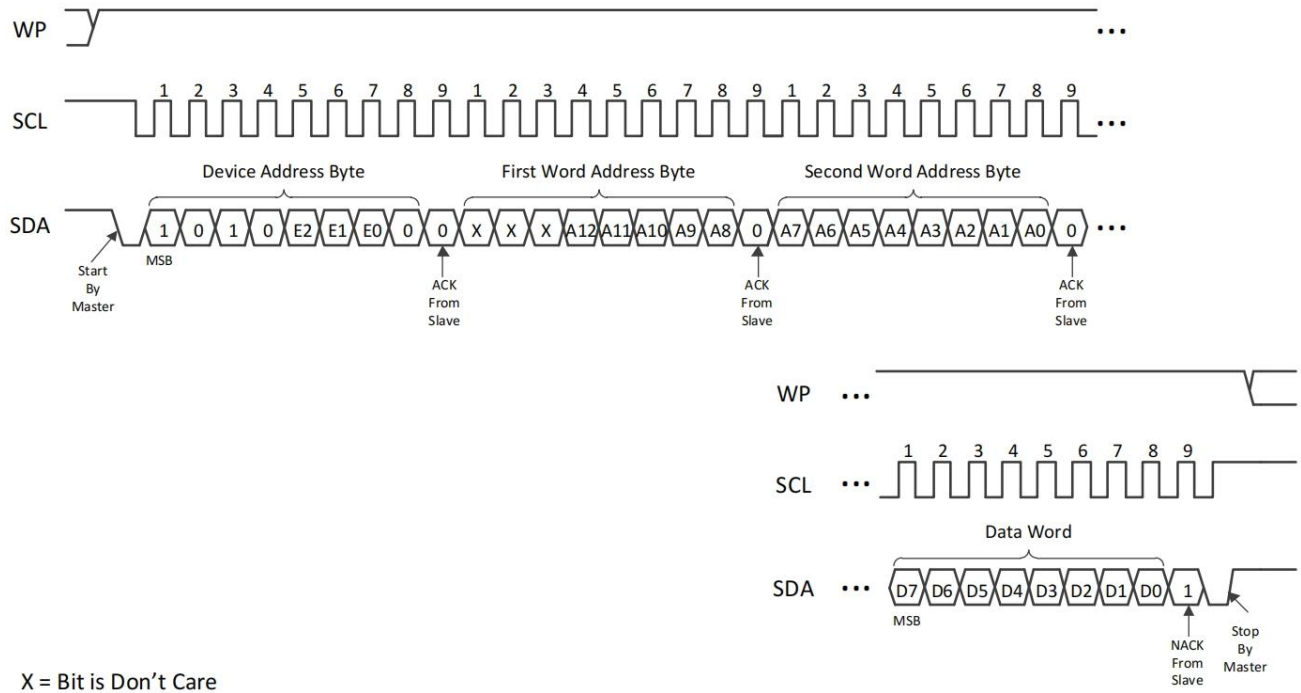 WP
•••
1 2 3 4 5 6 7 8 9 1 2 3 4 5 6 7 8 9 1 2 3 4 5 6 7 8 9
SCL
•••
Device Address Byte First Word Address Byte Second Word Address Byte
SDA
1 0 1 0 E2 E1 E0 0 0 X X X A12 A11 A10 A9 A8 0 A7 A6 A5 A4 A3 A2 A1 A0 0 •••
MSB
Start
By
Master
ACK
From
Slave
ACK
From
Slave
ACK
From
Slave
WP •••
1 2 3 4 5 6 7 8 9
SCL •••
Data Word
SDA ••• D7 D6 D5 D4 D3 D2 D1 D0 1
MSB
NACK
From
Slave
Stop
By
Master
X = Bit is Don’t Care